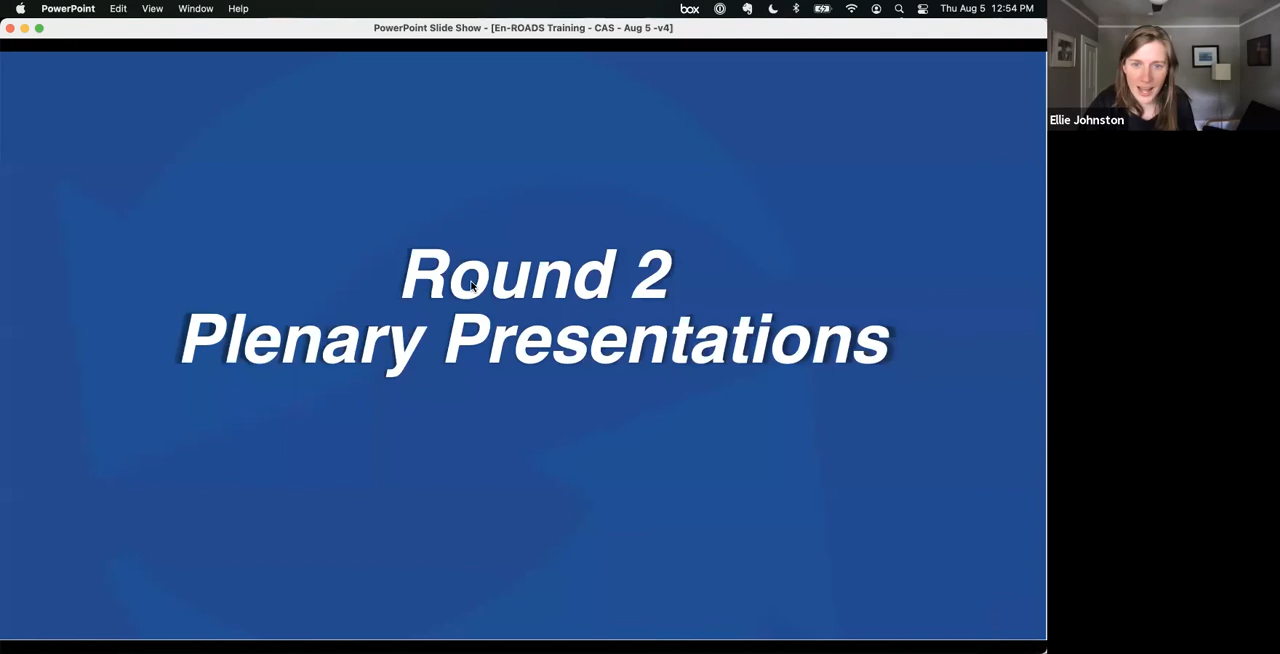 PowerPoint Edit View Window Help
box
Thu Aug 5 12:54 PM
PowerPoint Slide Show - [En-ROADS Training - CAS - Aug 5 -v4]
Round 2
Plenary Presentations
Ellie Johnston